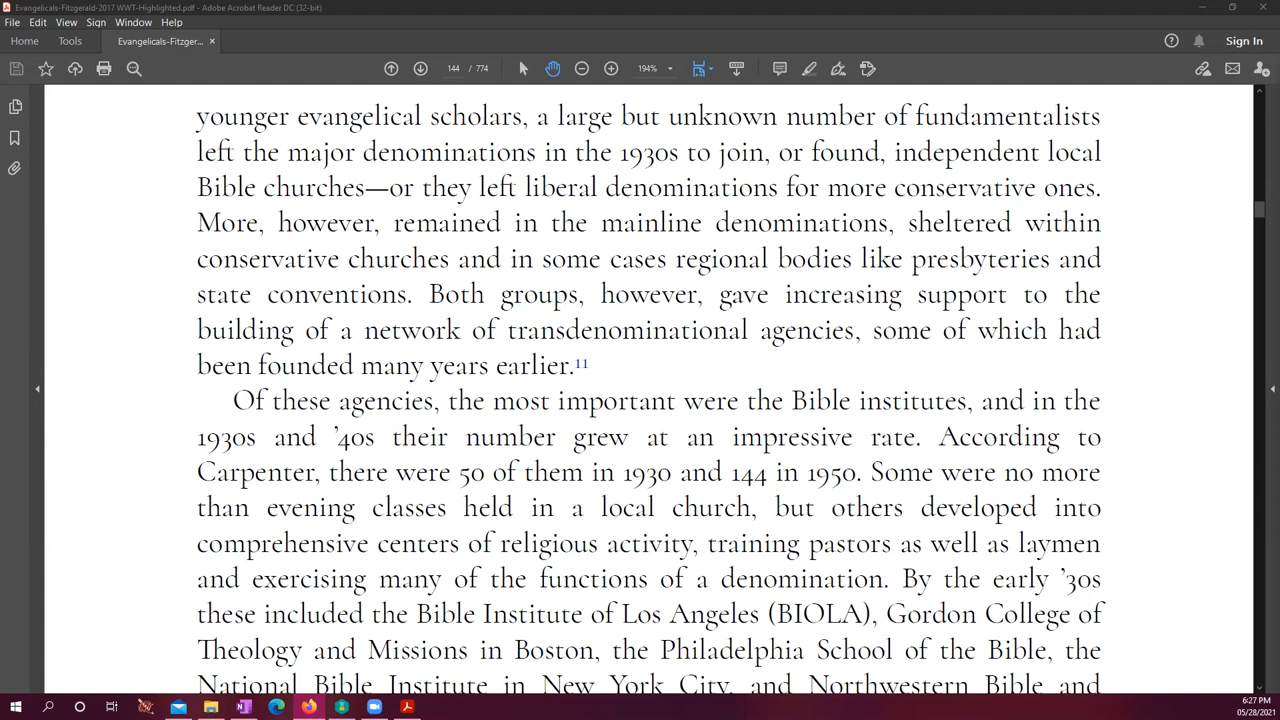 Evangelicals-Fitzgerald-2017 WWT-Highlighted.pdf - Adobe Acrobat Reader DC (32-bit)
File Edit View Sign Window Help
Home Tools Evangelicals-Fitzger... × Sign In
144 / 774 194%
younger evangelical scholars, a large but unknown number of fundamentalists
left the major denominations in the 1930s to join, or found, independent local
Bible churches—or they left liberal denominations for more conservative ones.
More, however, remained in the mainline denominations, sheltered within
conservative churches and in some cases regional bodies like presbyteries and
state conventions. Both groups, however, gave increasing support to the
building of a network of transdenominational agencies, some of which had
been founded many years earlier.11
Of these agencies, the most important were the Bible institutes, and in the
1930s and ’40s their number grew at an impressive rate. According to
Carpenter, there were 50 of them in 1930 and 144 in 1950. Some were no more
than evening classes held in a local church, but others developed into
comprehensive centers of religious activity, training pastors as well as laymen
and exercising many of the functions of a denomination. By the early ’30s
these included the Bible Institute of Los Angeles (BIOLA), Gordon College of
Theology and Missions in Boston, the Philadelphia School of the Bible, the
National Bible Institute in New York City, and Northwestern Bible and
6:27 PM
05/28/2021